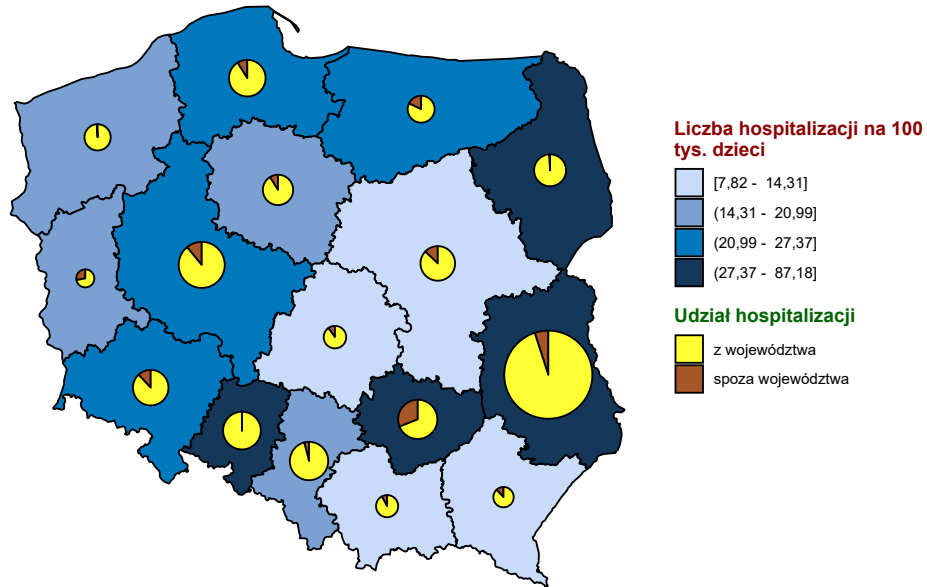 Liczba hospitalizacji na 100
tys. dzieci
[7,82 - 14,31]
(14,31 - 20,99]
(20,99 - 27,37]
(27,37 - 87,18]
Udział hospitalizacji
z województwa
spoza województwa